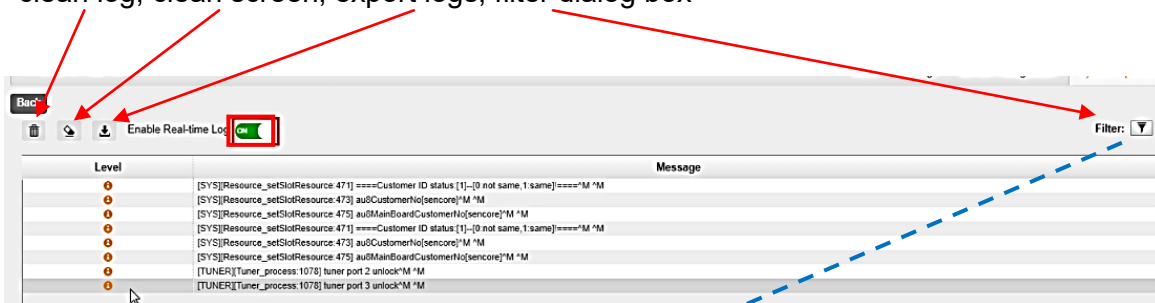 clean log, clean screen, export logs, filter dialog box
Back
Enable Real-time Log ON
Filter:
Level Message
[SYS][Resource_setSlotResource:471] ====Customer ID status:[1]--[0:not same,1:same]!====^M ^M
[SYS][Resource_setSlotResource:473] au8CustomerNo[sencore]^M ^M
[SYS][Resource_setSlotResource:475] au8MainBoardCustomerNo[sencore]^M ^M
[SYS][Resource_setSlotResource:471] ====Customer ID status:[1]--[0:not same,1:same]!====^M ^M
[SYS][Resource_setSlotResource:473] au8CustomerNo[sencore]^M ^M
[SYS][Resource_setSlotResource:475] au8MainBoardCustomerNo[sencore]^M ^M
[TUNER][Tuner_process:1078] tuner port 2 unlock^M ^M
[TUNER][Tuner_process:1078] tuner port 3 unlock^M ^M